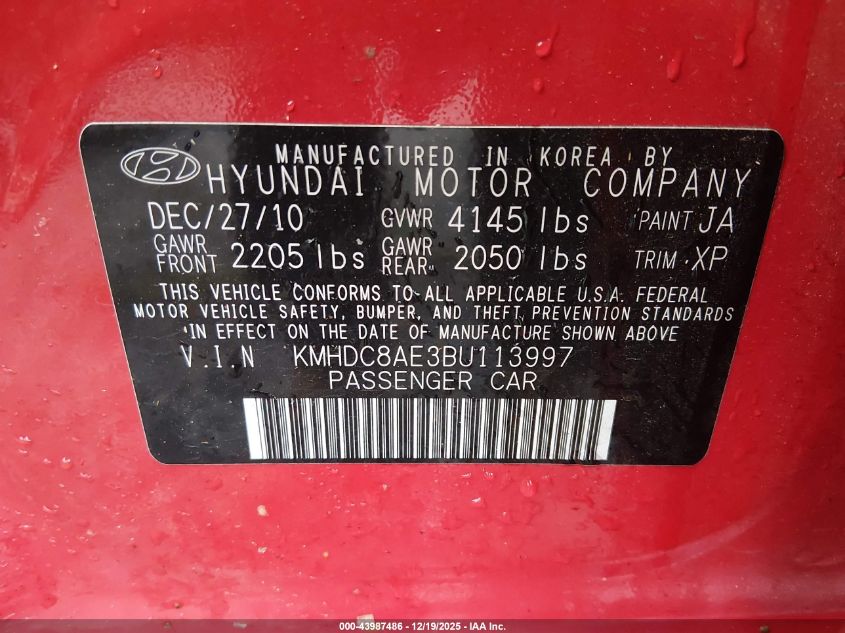 MANUFACTURED IN KOREA BY
HYUNDAI MOTOR COMPANY
DEC/27/10 GVWR 4145 lbs PAINT JA
GAWR FRONT 2205 lbs GAWR REAR 2050 lbs TRIM XP
THIS VEHICLE CONFORMS TO ALL APPLICABLE U.S.A. FEDERAL
MOTOR VEHICLE SAFETY, BUMPER, AND THEFT PREVENTION STANDARDS
IN EFFECT ON THE DATE OF MANUFACTURE SHOWN ABOVE
V.I.N KMHDC8AE3BU113997
PASSENGER CAR
000-43987486 - 12/19/2025 - IAA Inc.